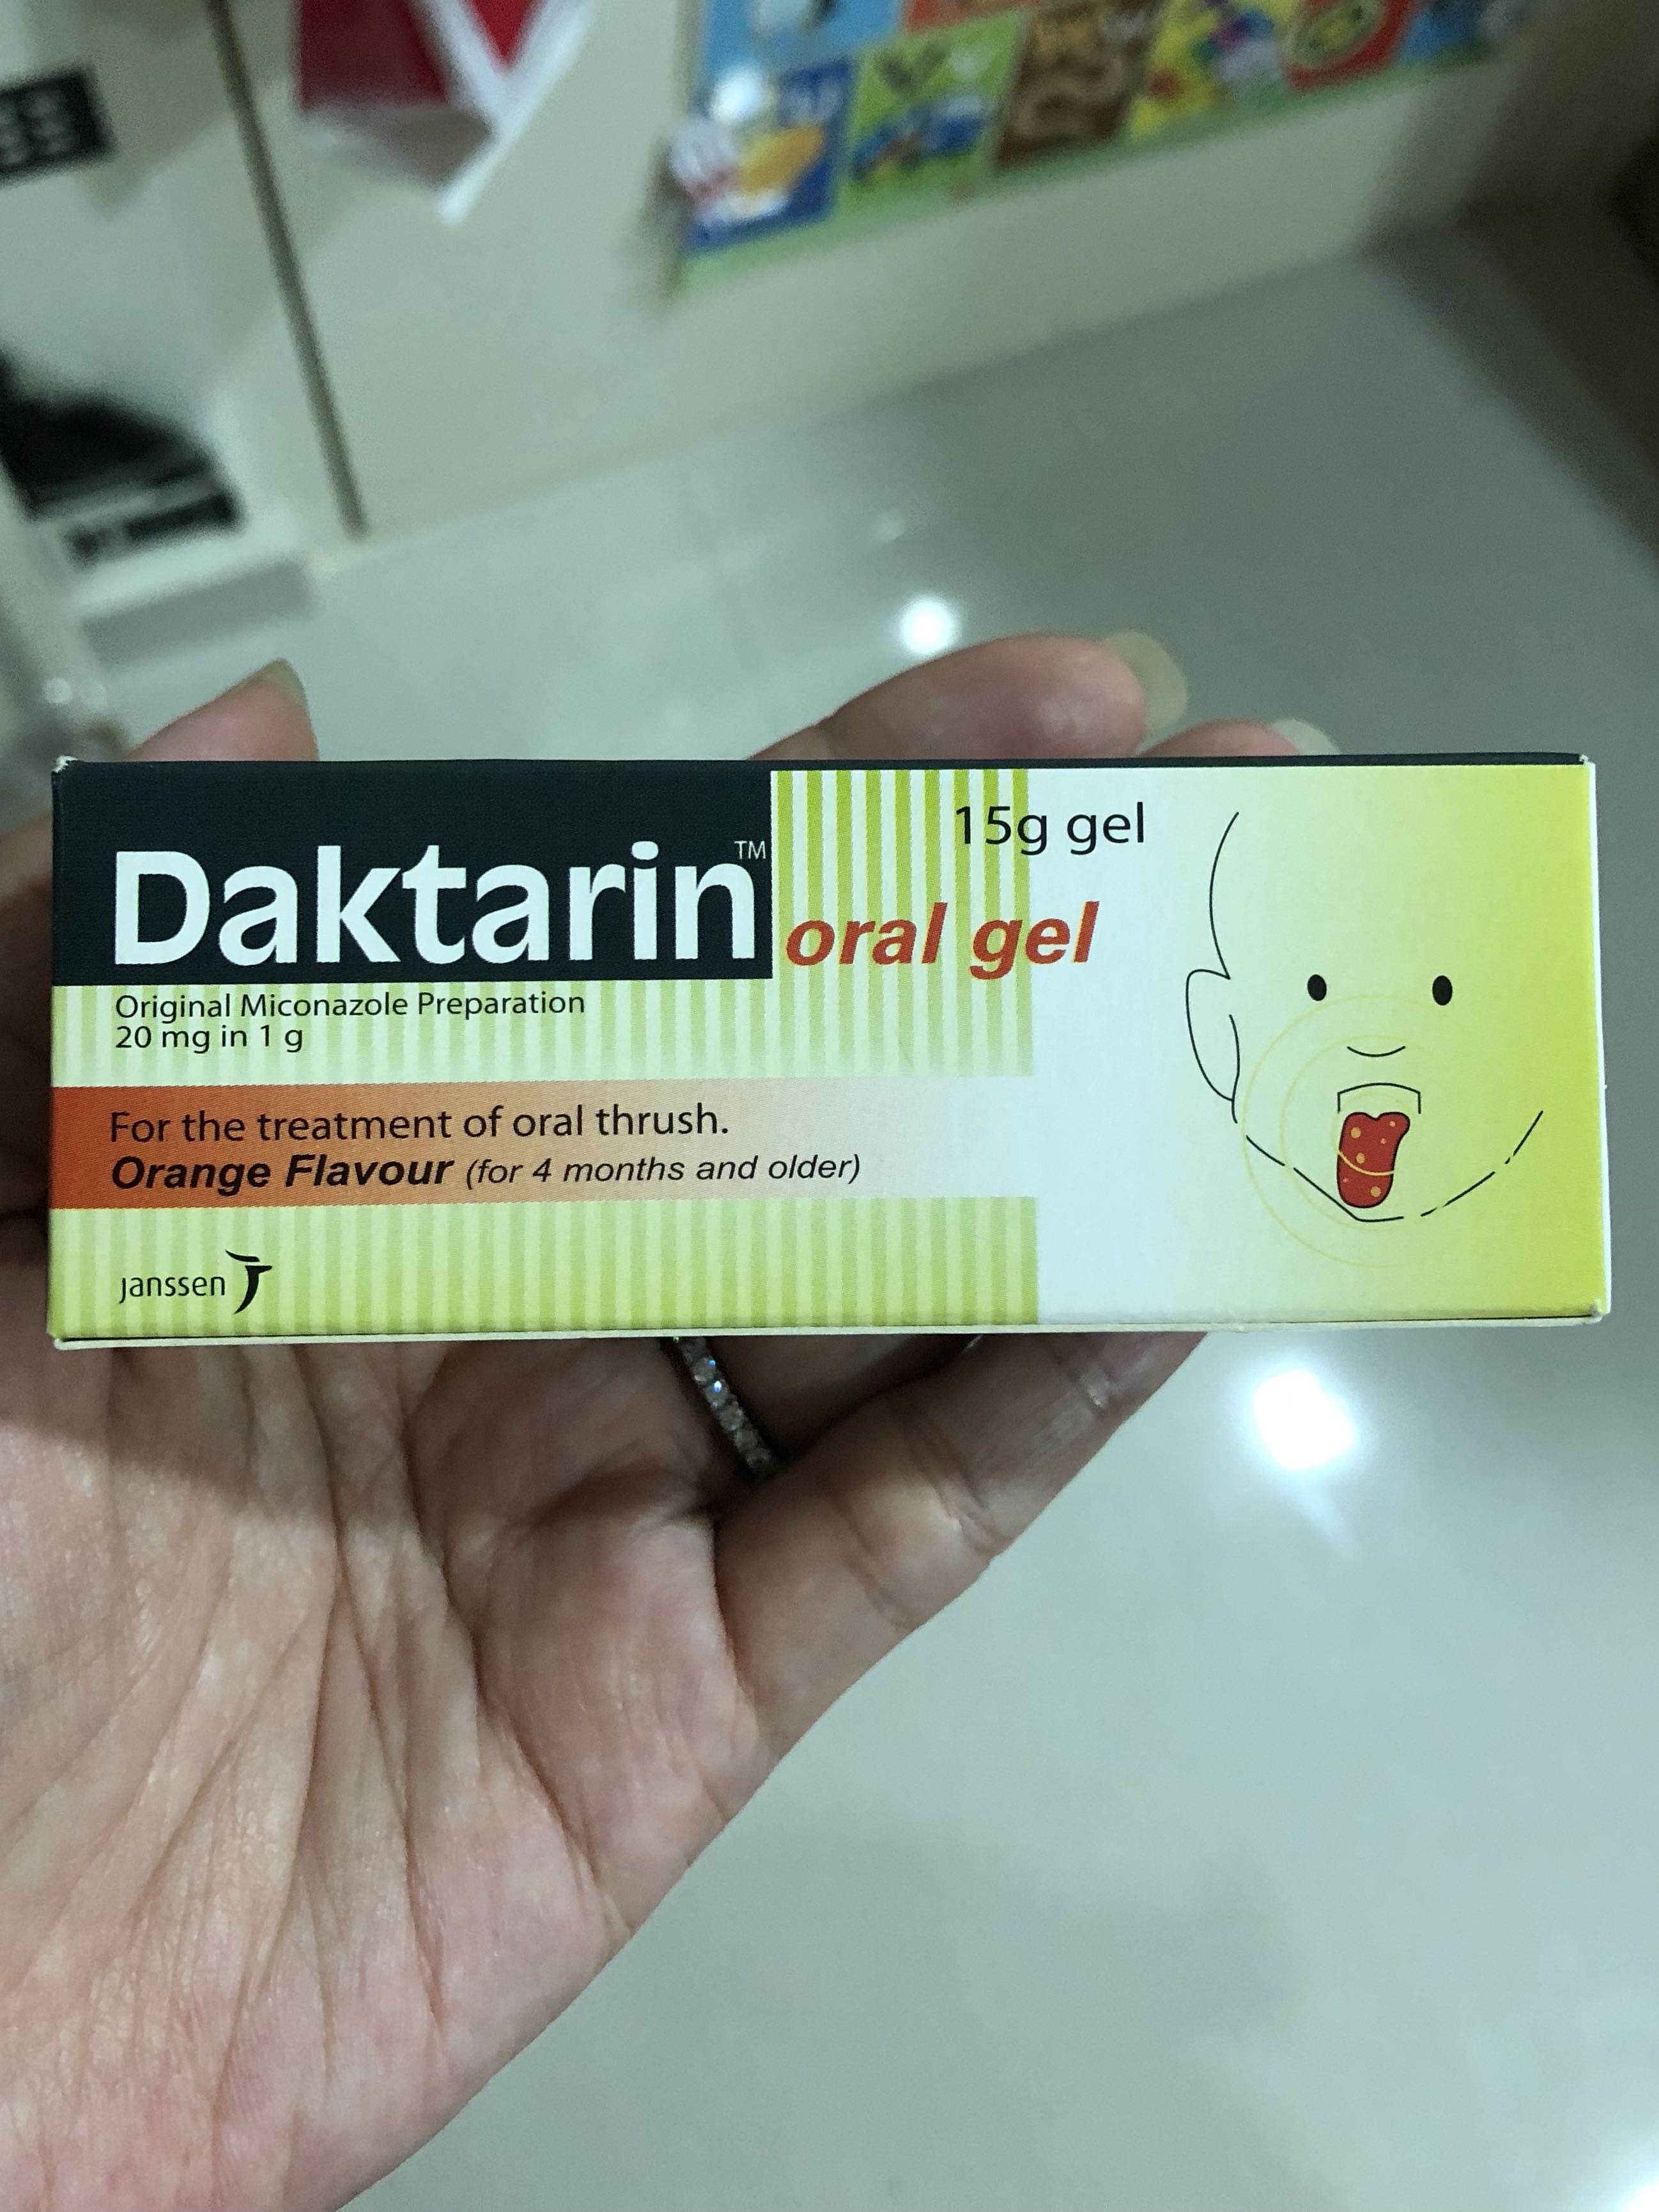 15g gel
Daktarin™ oral gel
Original Miconazole Preparation
20 mg in 1 g
For the treatment of oral thrush.
Orange Flavour (for 4 months and older)
janssen